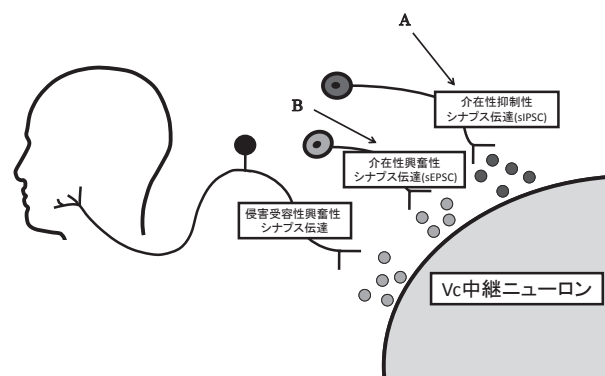 A
介在性抑制性
シナプス伝達(sIPSC)
B
介在性興奮性
シナプス伝達(sEPSC)
侵害受容性興奮性
シナプス伝達
Vc中継ニューロン